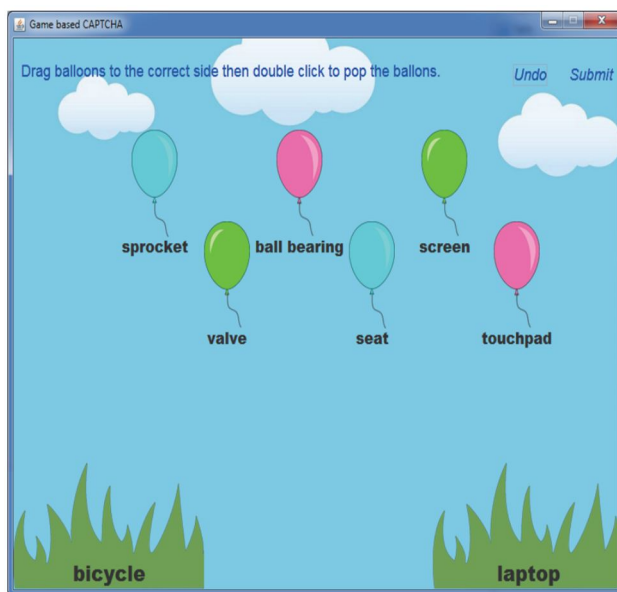 Game based CAPTCHA
Drag balloons to the correct side then double click to pop the ballons.
Undo Submit
sprocket ball bearing screen
valve seat touchpad
bicycle laptop